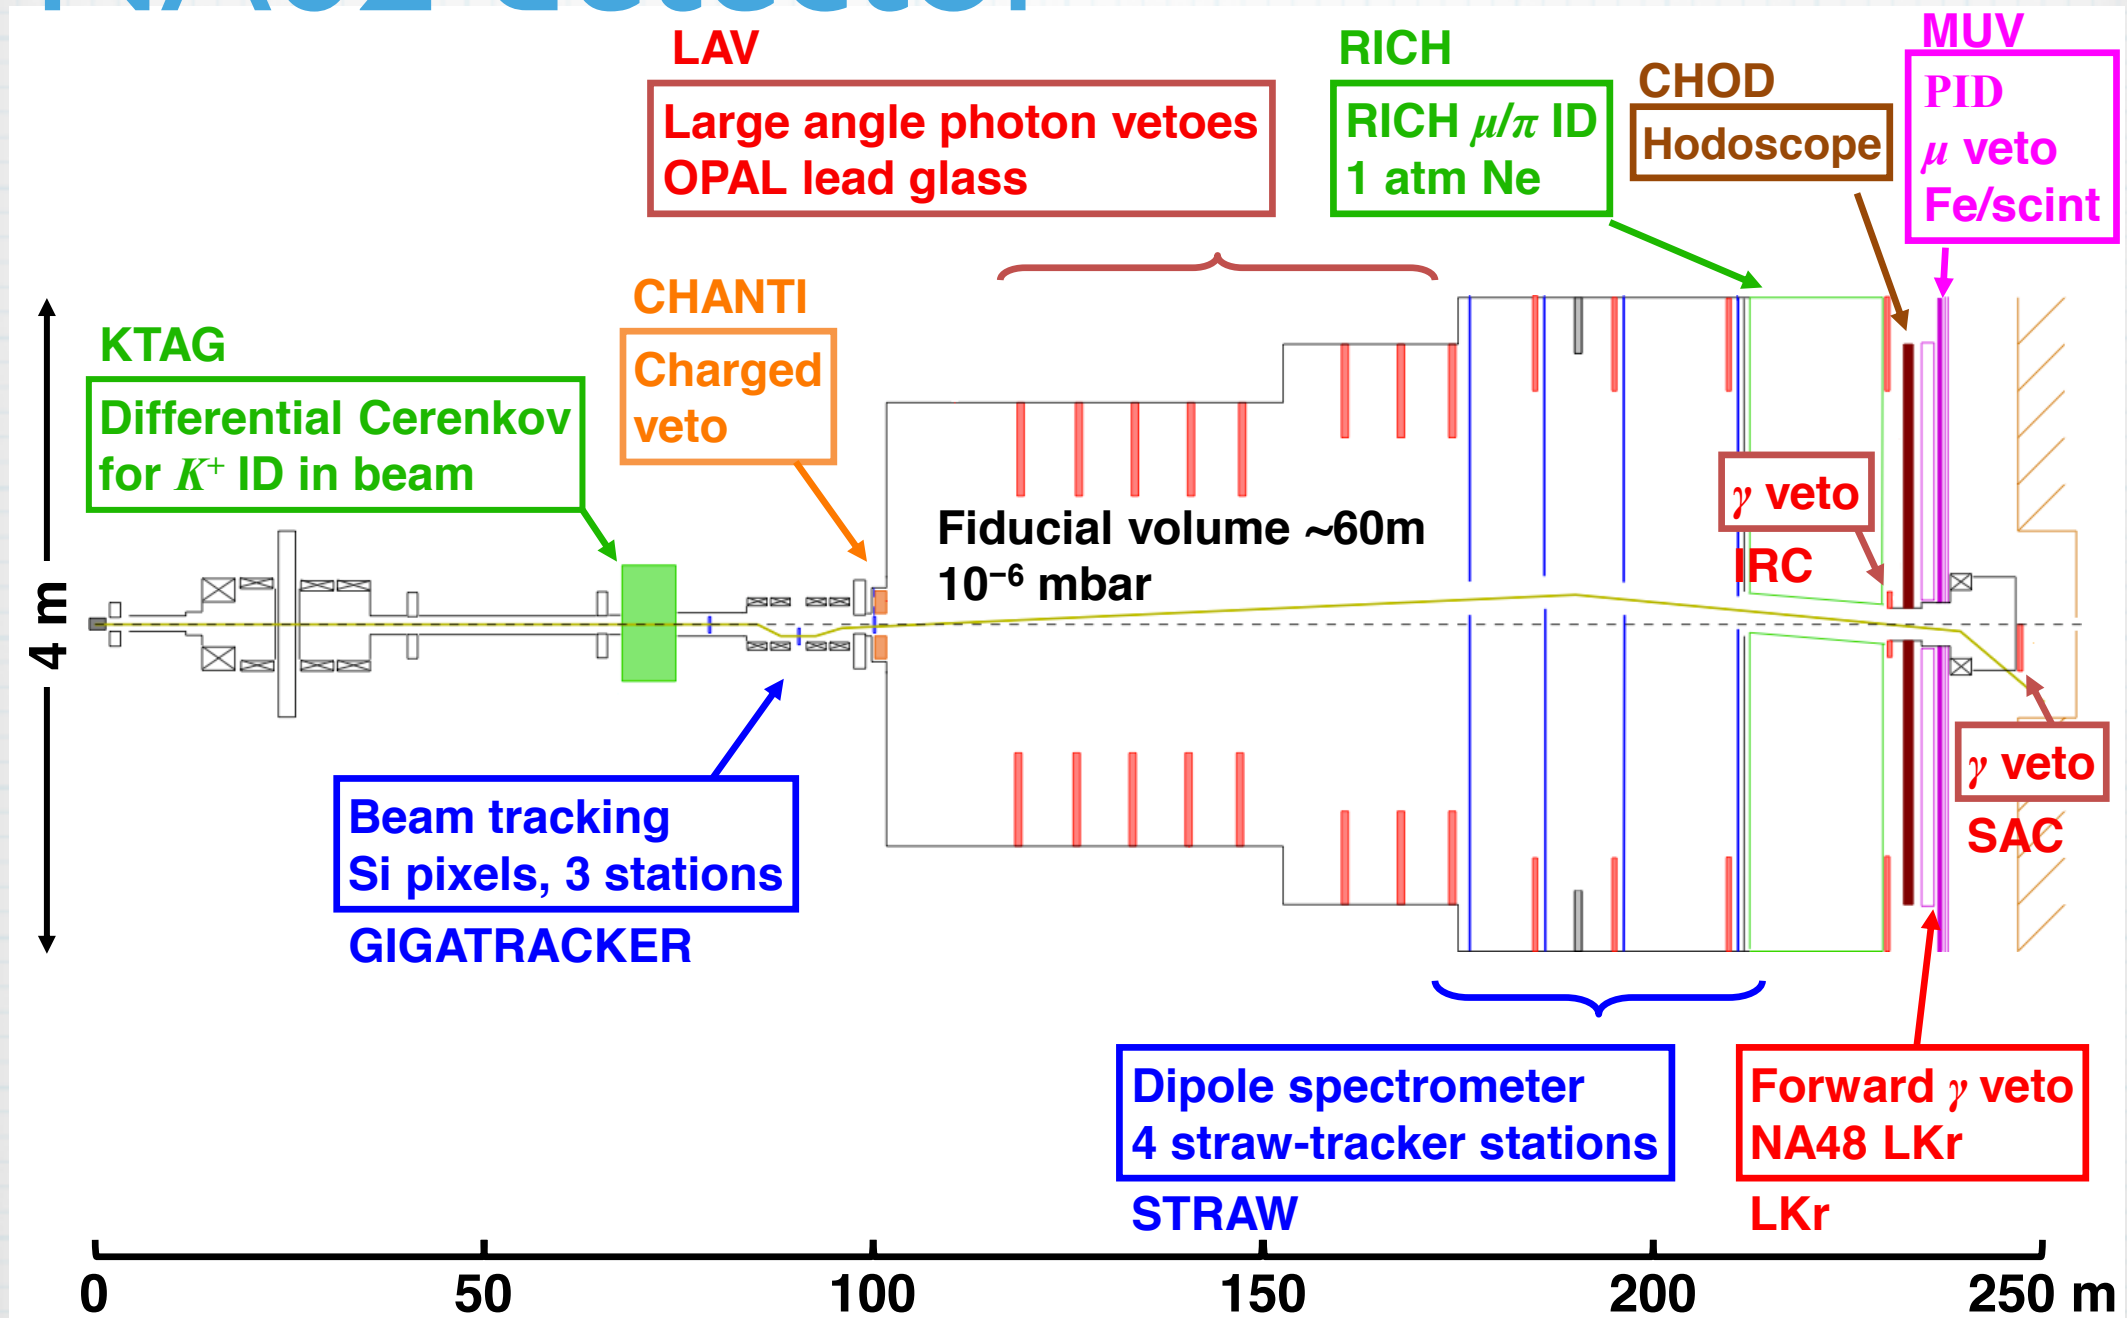 NA62 detector
LAV
Large angle photon vetoes
OPAL lead glass
RICH
RICH μ/π ID
1 atm Ne
CHOD
Hodoscope
MUV
PID
μ veto
Fe/scint
CHANTI
Charged
veto
KTAG
Differential Cerenkov
for K⁺ ID in beam
Fiducial volume ~60m
10⁻⁶ mbar
γ veto
IRC
4 m
γ veto
SAC
Beam tracking
Si pixels, 3 stations
GIGATRACKER
Dipole spectrometer
4 straw-tracker stations
STRAW
Forward γ veto
NA48 LKr
LKr
0 50 100 150 200 250 m